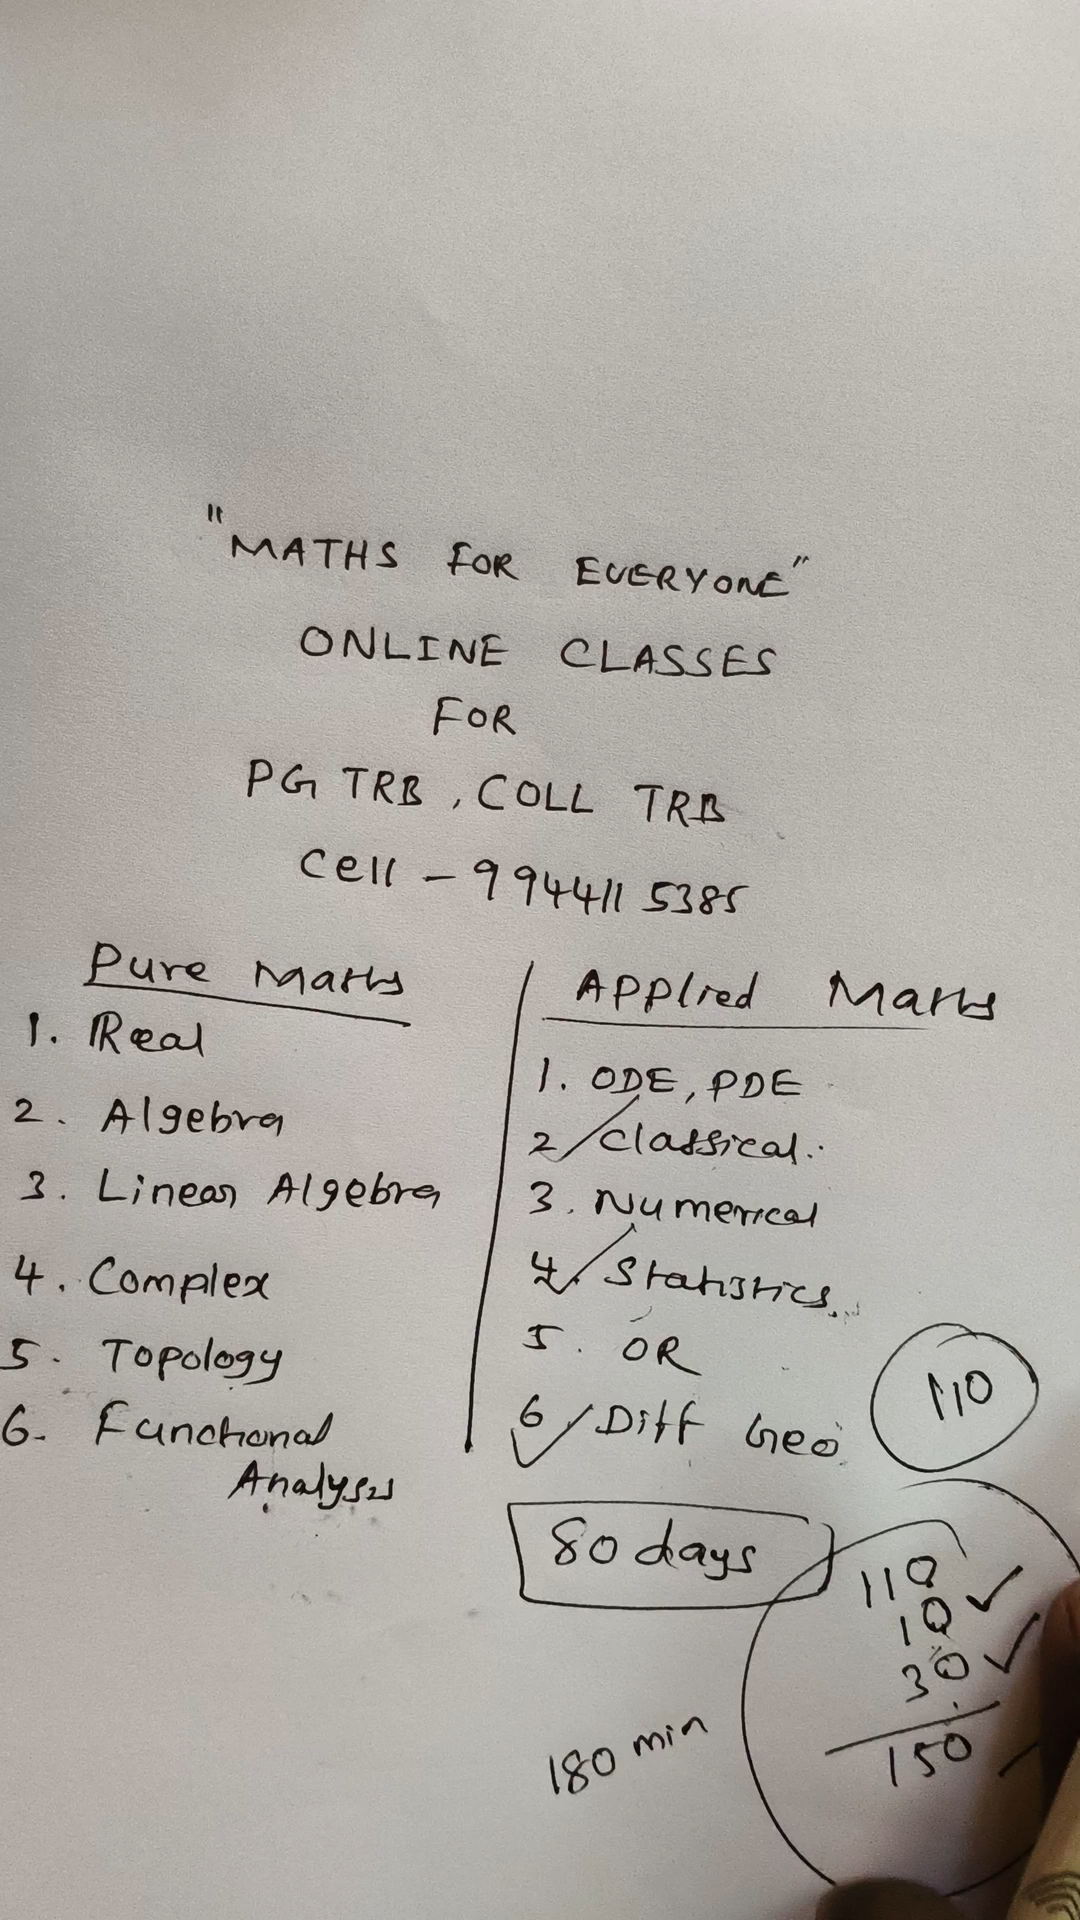 "MATHS FOR EVERYONE"
ONLINE CLASSES
FOR
PG TRB, COLL TRB
Cell - 9944115385
Pure Maths
1. Real
2. Algebra
3. Linear Algebra
4. Complex
5. Topology
6. Functional
Analysis
Applied Maths
1. ODE, PDE
2 Classical.
3. Numerical
4. Statistics
5. OR
6 Diff Geo
110
80 days
110
10
30
150
180 min